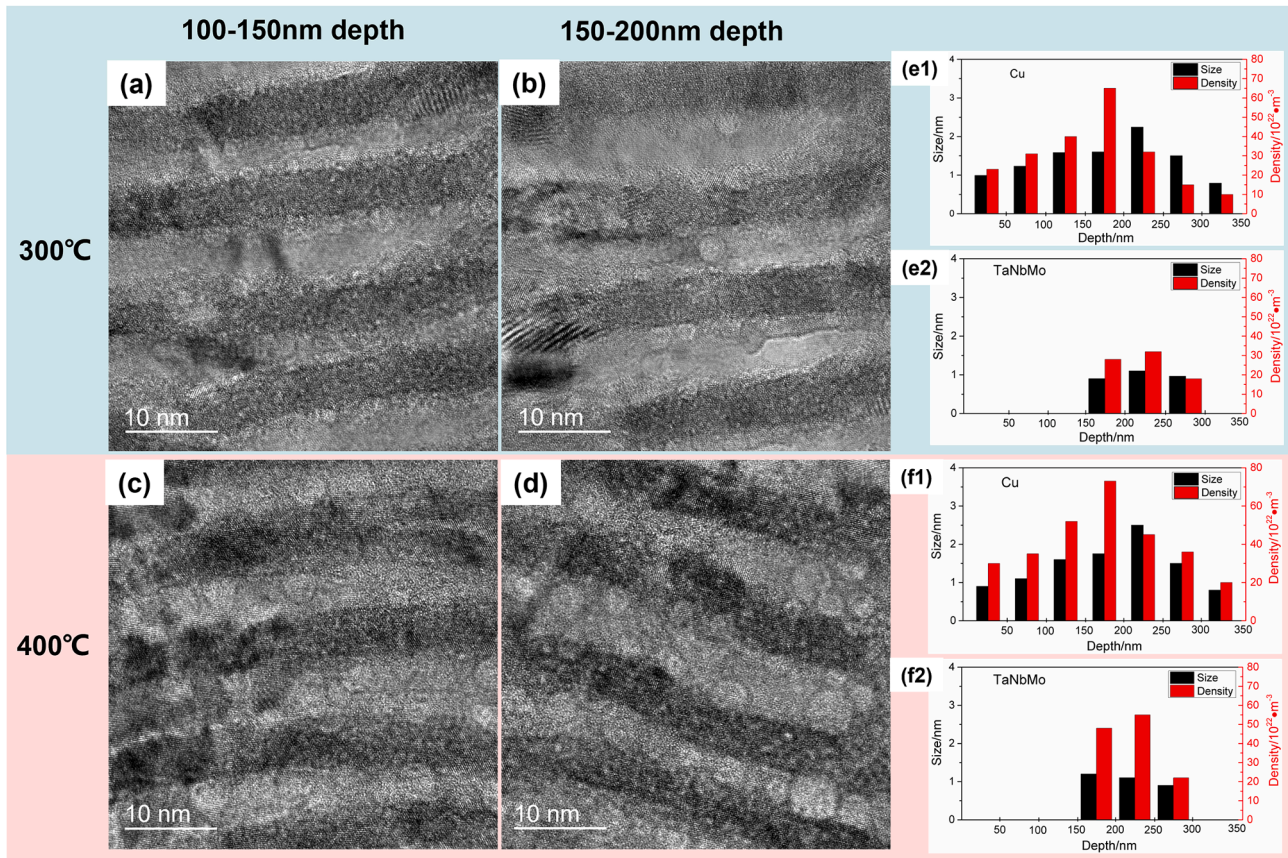 100-150nm depth
150-200nm depth
300℃
400℃
(a)
10 nm
(b)
10 nm
(c)
10 nm
(d)
10 nm
(e1)
Cu
Size
Density
Size/nm
4
3
2
1
0
Density/10²²•m⁻³
80
70
60
50
40
30
20
10
0
50 100 150 200 250 300 350
Depth/nm
(e2)
TaNbMo
Size
Density
Size/nm
4
3
2
1
0
Density/10²²•m⁻³
80
70
60
50
40
30
20
10
0
50 100 150 200 250 300
Depth/nm
(f1)
Cu
Size
Density
Size/nm
4
3
2
1
0
Density/10²²•m⁻³
80
60
40
20
0
50 100 150 200 250 300 350
Depth/nm
(f2)
TaNbMo
Size
Density
Size/nm
4
3
2
1
0
Density/10²²•m⁻³
80
70
60
50
40
30
20
10
0
50 100 150 200 250 300
Depth/nm